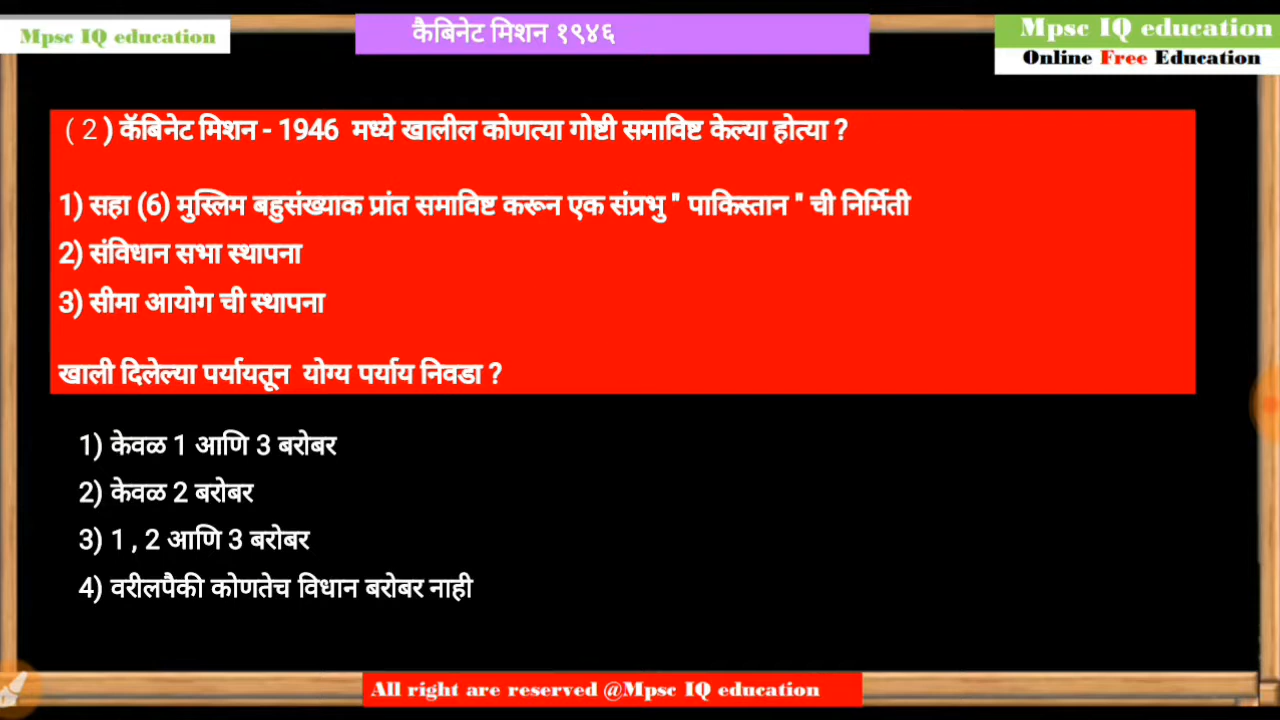 Mpsc IQ education
कैबिनेट मिशन १९४६
Mpsc IQ education
Online Free Education
( 2 ) कॅबिनेट मिशन - 1946 मध्ये खालील कोणत्या गोष्टी समाविष्ट केल्या होत्या ?
1) सहा (6) मुस्लिम बहुसंख्याक प्रांत समाविष्ट करून एक संप्रभु " पाकिस्तान " ची निर्मिती
2) संविधान सभा स्थापना
3) सीमा आयोग ची स्थापना
खाली दिलेल्या पर्यायतून योग्य पर्याय निवडा ?
1) केवळ 1 आणि 3 बरोबर
2) केवळ 2 बरोबर
3) 1 , 2 आणि 3 बरोबर
4) वरीलपैकी कोणतेच विधान बरोबर नाही
All right are reserved @Mpsc IQ education